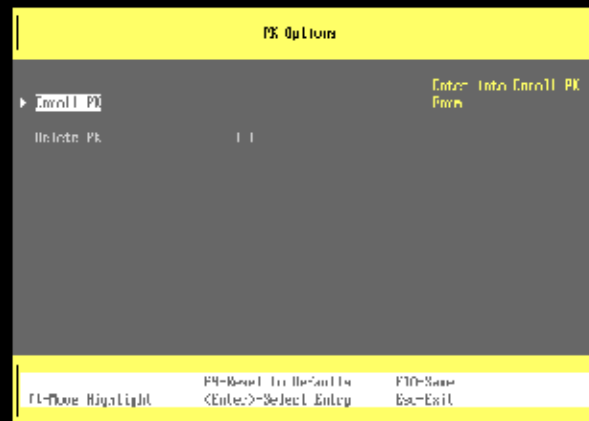 PK Options
Enter into Enroll PK
Form
Enroll PK
Delete PK [ ]
F9=Reset to Defaults F10=Save
↑↓=Move Highlight <Enter>=Select Entry Esc=Exit